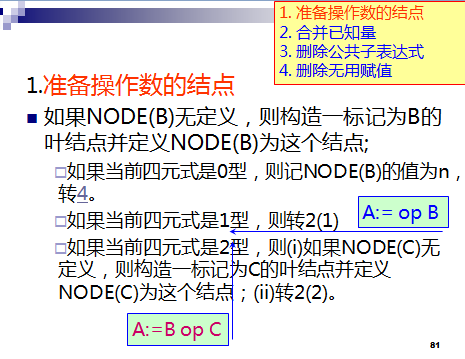 1. 准备操作数的结点
2. 合并已知量
3. 删除公共子表达式
4. 删除无用赋值
1.准备操作数的结点
如果NODE(B)无定义，则构造一标记为B的
叶结点并定义NODE(B)为这个结点;
如果当前四元式是0型，则记NODE(B)的值为n，
转4。
如果当前四元式是1型，则转2(1)
A:= op B
如果当前四元式是2型，则(i)如果NODE(C)无
定义，则构造一标记为C的叶结点并定义
NODE(C)为这个结点；(ii)转2(2)。
A:=B op C
81